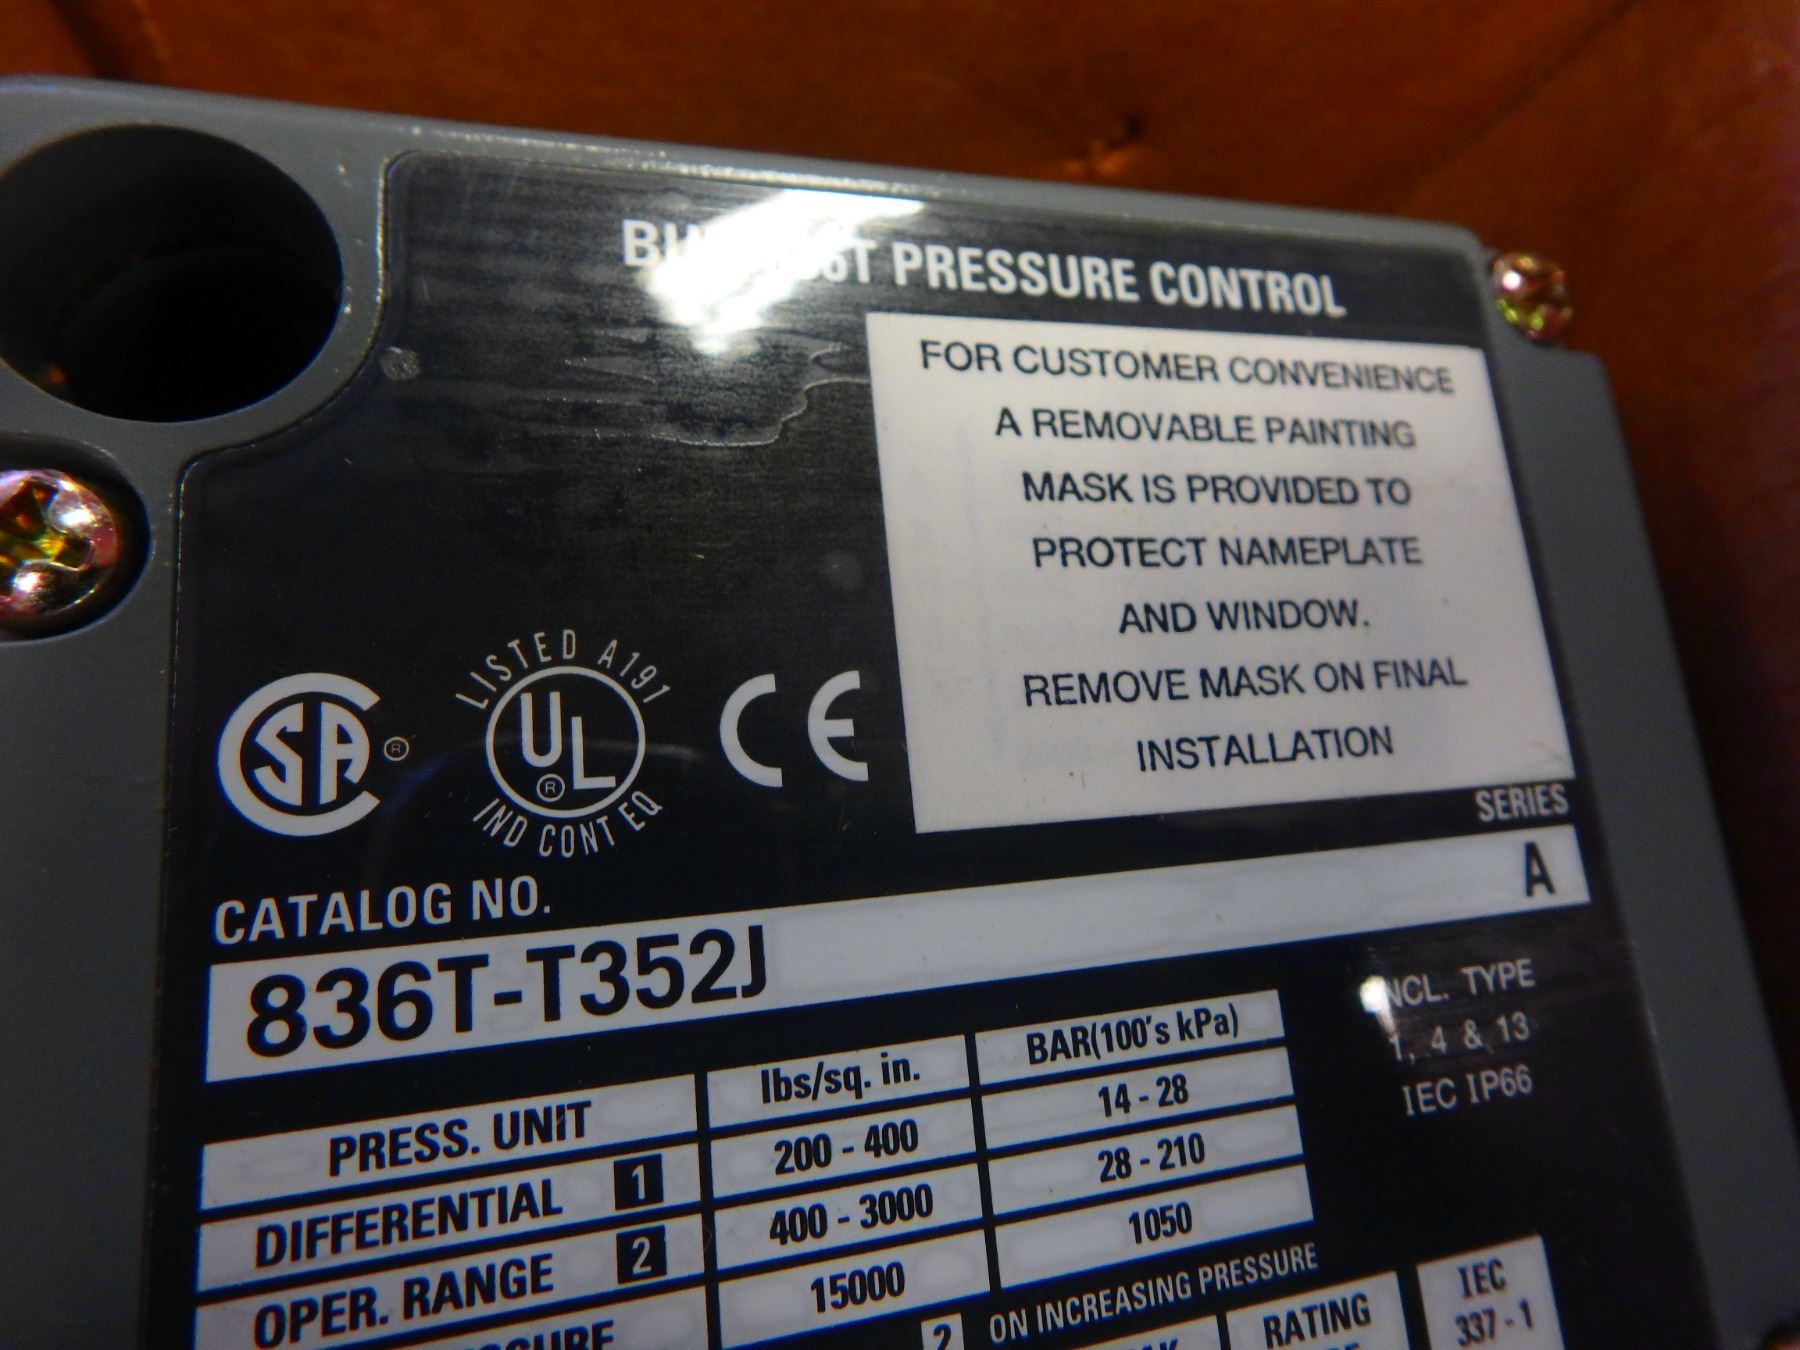 PRESSURE CONTROL
FOR CUSTOMER CONVENIENCE
A REMOVABLE PAINTING
MASK IS PROVIDED TO
PROTECT NAMEPLATE
AND WINDOW.
REMOVE MASK ON FINAL
INSTALLATION
SA ®
LISTED A191
UL ®
IND CONT EQ
CE
SERIES
A
CATALOG NO.
836T-T352J
INCL. TYPE
1, 4 & 13
IEC IP66
PRESS. UNIT lbs/sq. in. BAR(100's kPa)
DIFFERENTIAL 1 200 - 400 14 - 28
OPER. RANGE 2 400 - 3000 28 - 210
15000 1050
2 ON INCREASING PRESSURE
RATING
IEC
337 - 1